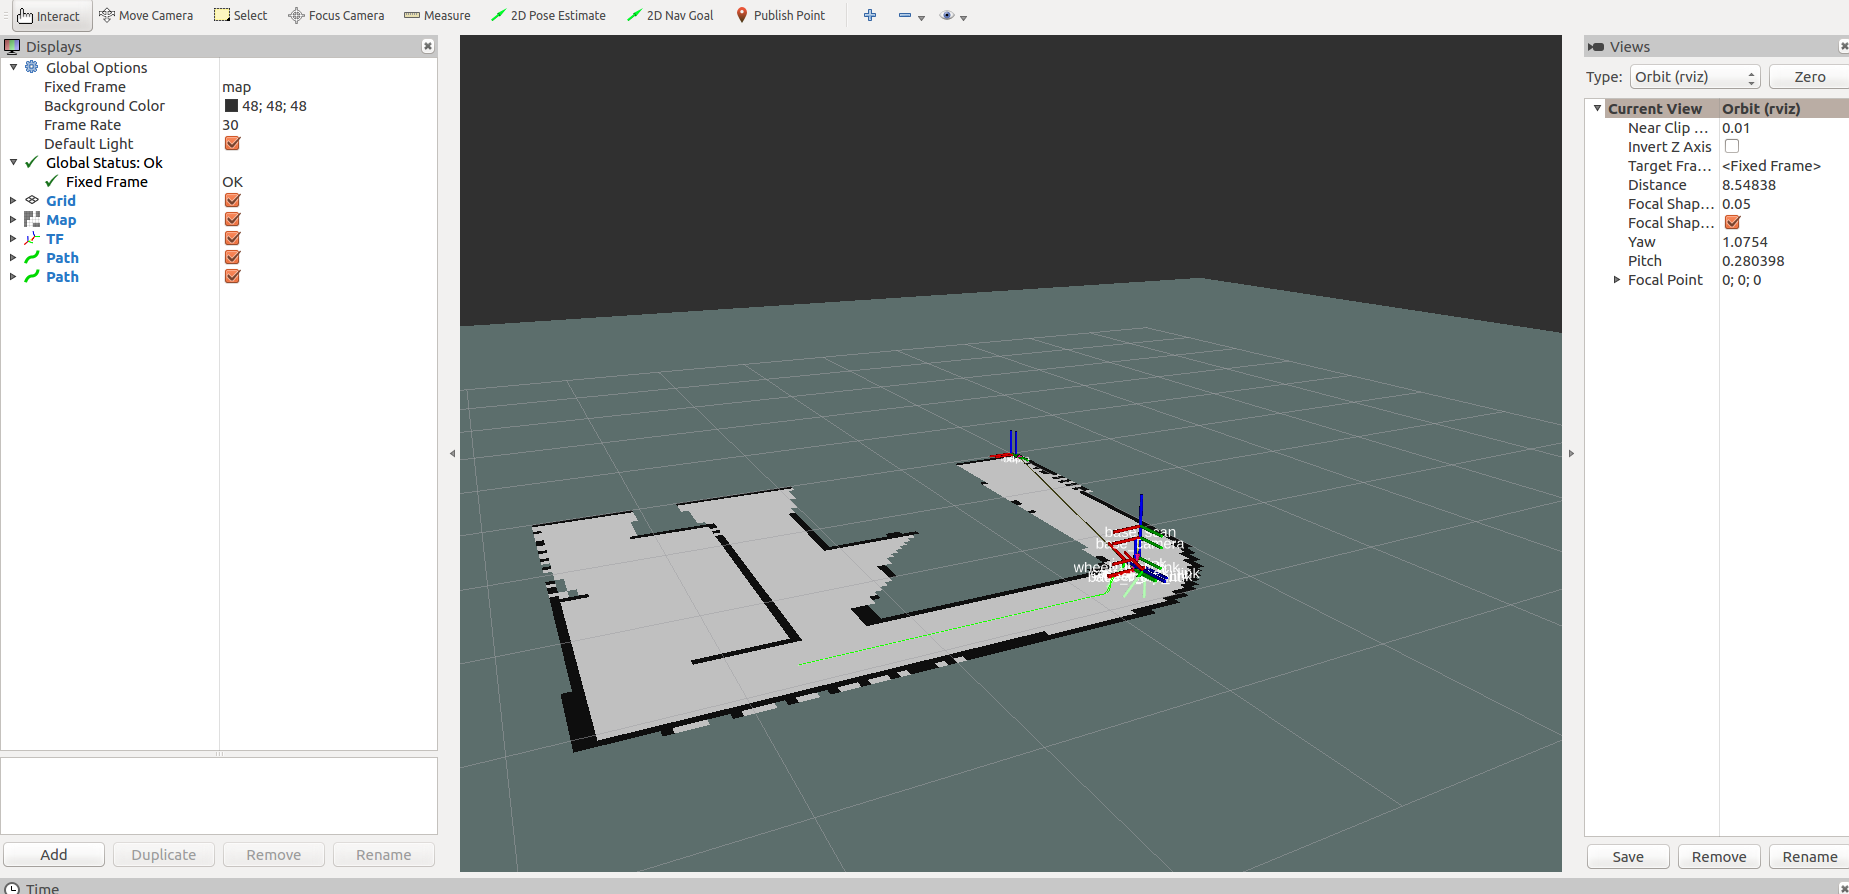 Interact Move Camera Select Focus Camera Measure 2D Pose Estimate 2D Nav Goal Publish Point
Displays
Global Options
Fixed Frame map
Background Color 48; 48; 48
Frame Rate 30
Default Light
Global Status: Ok
Fixed Frame OK
Grid
Map
TF
Path
Path
Add Duplicate Remove Rename
Time
Views
Type: Orbit (rviz) Zero
Current View Orbit (rviz)
Near Clip ... 0.01
Invert Z Axis
Target Fra... <Fixed Frame>
Distance 8.54838
Focal Shap... 0.05
Focal Shap...
Yaw 1.0754
Pitch 0.280398
Focal Point 0; 0; 0
Save Remove Rename